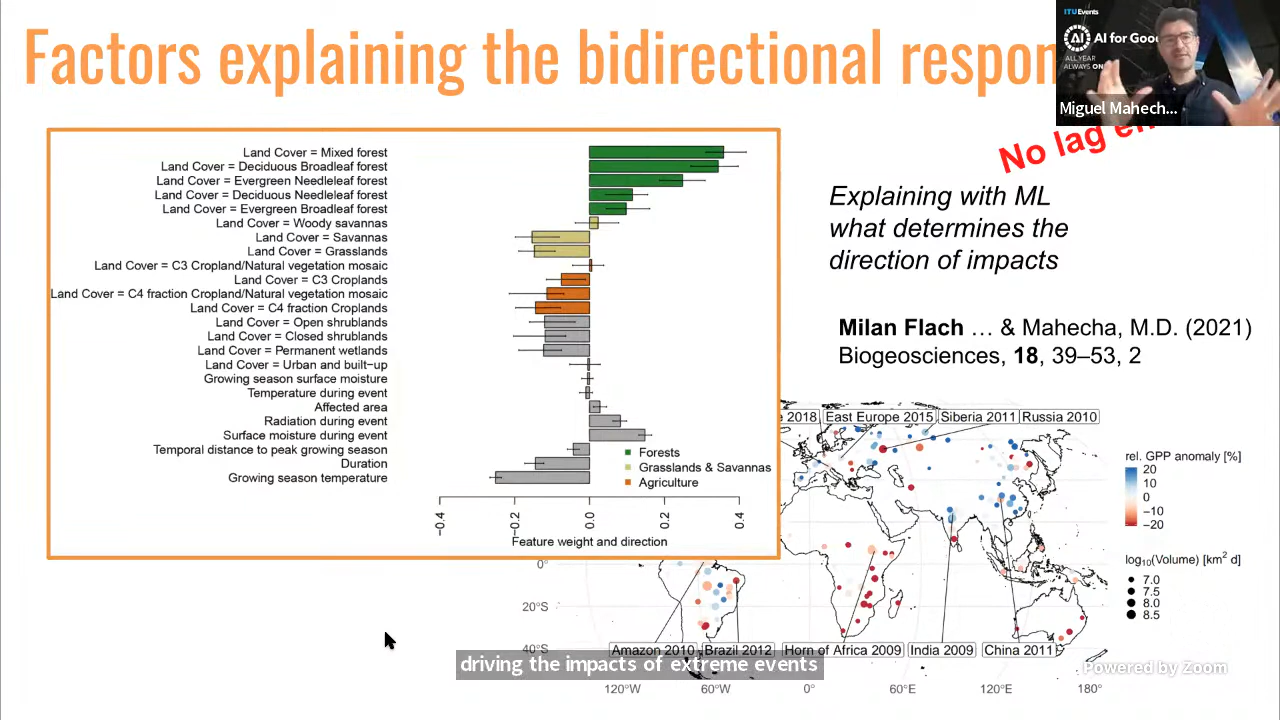 Factors explaining the bidirectional respon
ITUEvents
AI
AI for Good
ALL YEAR
ALWAYS ON
Miguel Mahech...
No lag
Explaining with ML
what determines the
direction of impacts
Milan Flach … & Mahecha, M.D. (2021)
Biogeosciences, 18, 39–53, 2
Land Cover = Mixed forest
Land Cover = Deciduous Broadleaf forest
Land Cover = Evergreen Needleleaf forest
Land Cover = Deciduous Needleleaf forest
Land Cover = Evergreen Broadleaf forest
Land Cover = Woody savannas
Land Cover = Savannas
Land Cover = Grasslands
Land Cover = C3 Cropland/Natural vegetation mosaic
Land Cover = C3 Croplands
Land Cover = C4 fraction Cropland/Natural vegetation mosaic
Land Cover = C4 fraction Croplands
Land Cover = Open shrublands
Land Cover = Closed shrublands
Land Cover = Permanent wetlands
Land Cover = Urban and built−up
Growing season surface moisture
Temperature during event
Affected area
Radiation during event
Surface moisture during event
Temporal distance to peak growing season
Duration
Growing season temperature
Forests
Grasslands & Savannas
Agriculture
−0.4 −0.2 0.0 0.2 0.4
Feature weight and direction
e 2018 East Europe 2015 Siberia 2011 Russia 2010
rel. GPP anomaly [%]
20
10
0
−10
−20
log10(Volume) [km² d]
7.0
7.5
8.0
8.5
0°
20°S
40°S
Amazon 2010 Brazil 2012 Horn of Africa 2009 India 2009 China 2011
driving the impacts of extreme events
Powered by Zoom
120°W 60°W 0° 60°E 120°E 180°